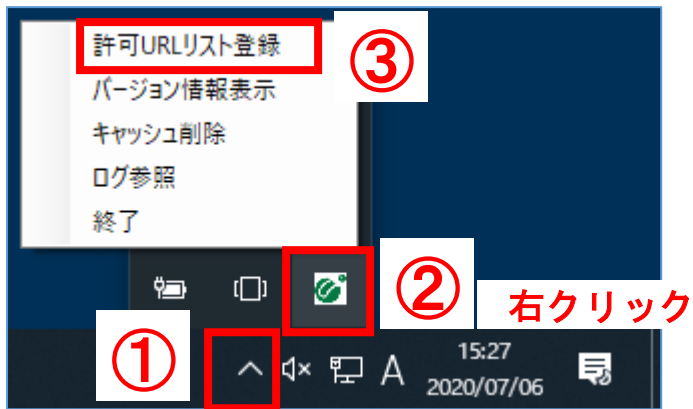 許可URLリスト登録
③
バージョン情報表示
キャッシュ削除
ログ参照
終了
②
右クリック
①
A
15:27
2020/07/06